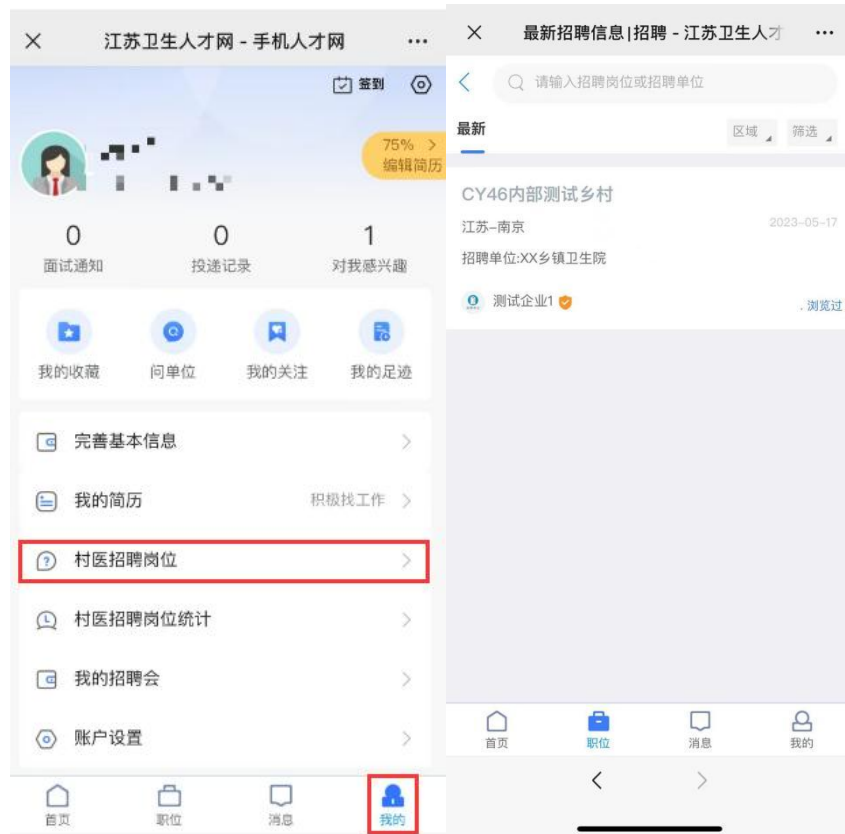 江苏卫生人才网 - 手机人才网
签到
75%
编辑简历
0
0
1
面试通知
投递记录
对我感兴趣
我的收藏
问单位
我的关注
我的足迹
完善基本信息
我的简历
积极找工作
村医招聘岗位
村医招聘岗位统计
我的招聘会
账户设置
首页
职位
消息
我的
最新招聘信息|招聘 - 江苏卫生人才
请输入招聘岗位或招聘单位
最新
区域
筛选
CY46内部测试乡村
江苏-南京
2023-05-17
招聘单位:XX乡镇卫生院
测试企业1
. 浏览过
首页
职位
消息
我的